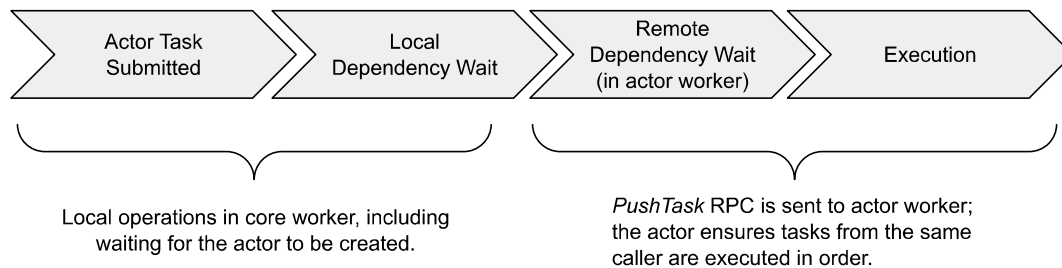 Actor Task
Submitted
Local
Dependency Wait
Remote
Dependency Wait
(in actor worker)
Execution
Local operations in core worker, including
waiting for the actor to be created.
PushTask RPC is sent to actor worker;
the actor ensures tasks from the same
caller are executed in order.